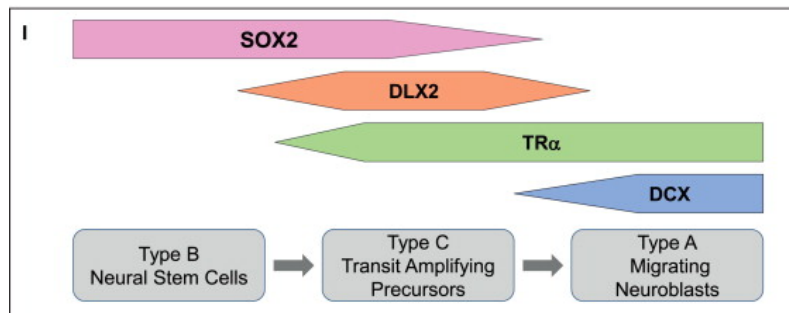 I
SOX2
DLX2
TRα
DCX
Type B
Neural Stem Cells
Type C
Transit Amplifying
Precursors
Type A
Migrating
Neuroblasts